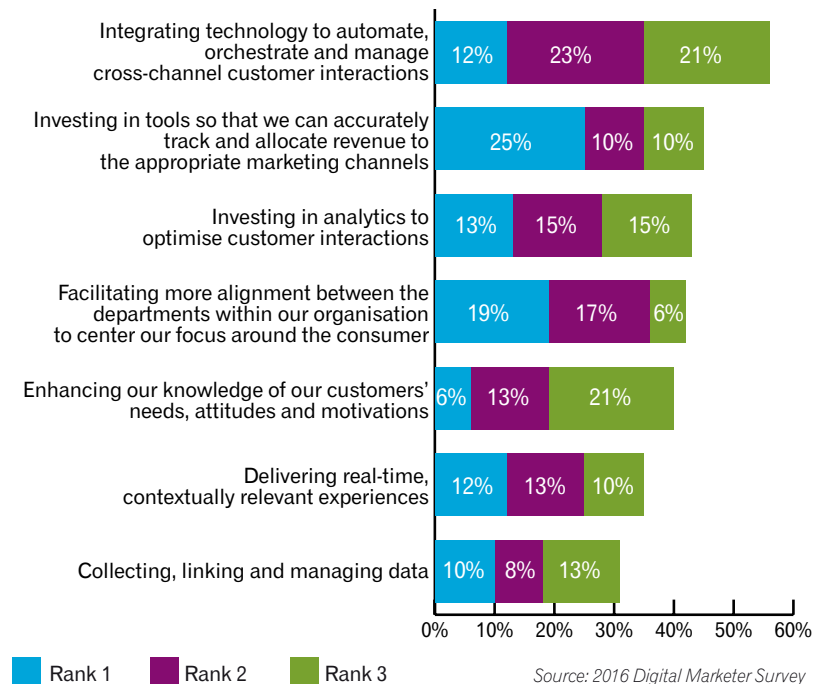 Integrating technology to automate,
orchestrate and manage
cross-channel customer interactions
12% 23% 21%
Investing in tools so that we can accurately
track and allocate revenue to
the appropriate marketing channels
25% 10% 10%
Investing in analytics to
optimise customer interactions
13% 15% 15%
Facilitating more alignment between the
departments within our organisation
to center our focus around the consumer
19% 17% 6%
Enhancing our knowledge of our customers’
needs, attitudes and motivations
6% 13% 21%
Delivering real-time,
contextually relevant experiences
12% 13% 10%
Collecting, linking and managing data
10% 8% 13%
0% 10% 20% 30% 40% 50% 60%
Rank 1 Rank 2 Rank 3
Source: 2016 Digital Marketer Survey